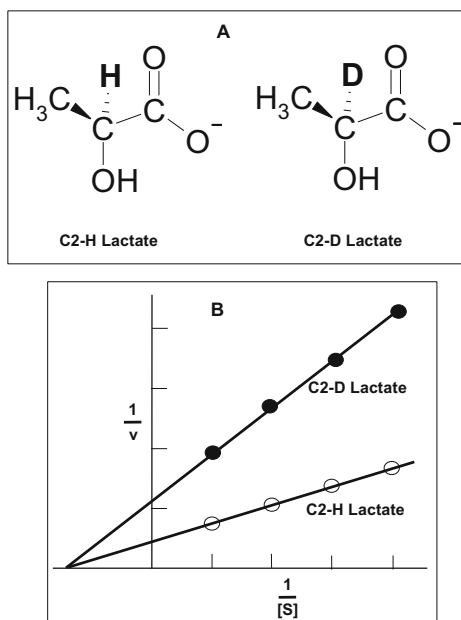 A
H
O
H₃C
C
C
O⁻
OH
C2-H Lactate
D
O
H₃C
C
C
O⁻
OH
C2-D Lactate
B
1
v
C2-D Lactate
C2-H Lactate
1
[S]